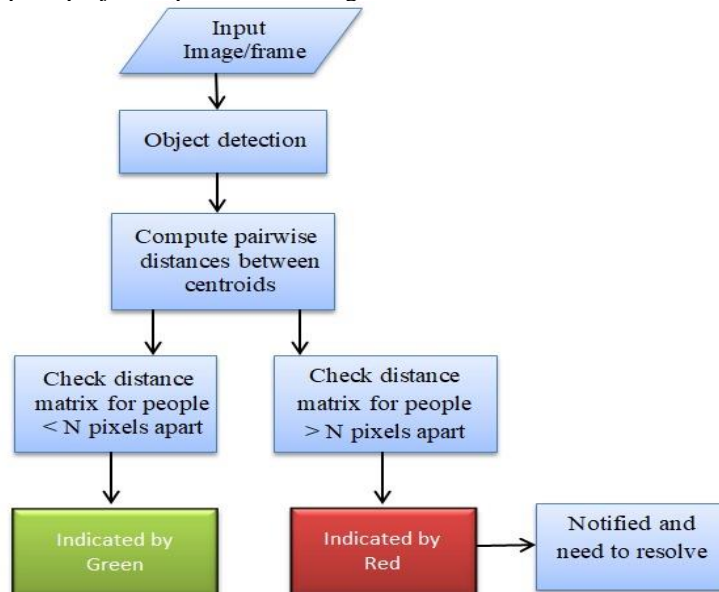 Input
Image/frame
Object detection
Compute pairwise
distances between
centroids
Check distance
matrix for people
< N pixels apart
Check distance
matrix for people
> N pixels apart
Indicated by
Green
Indicated by
Red
Notified and
need to resolve